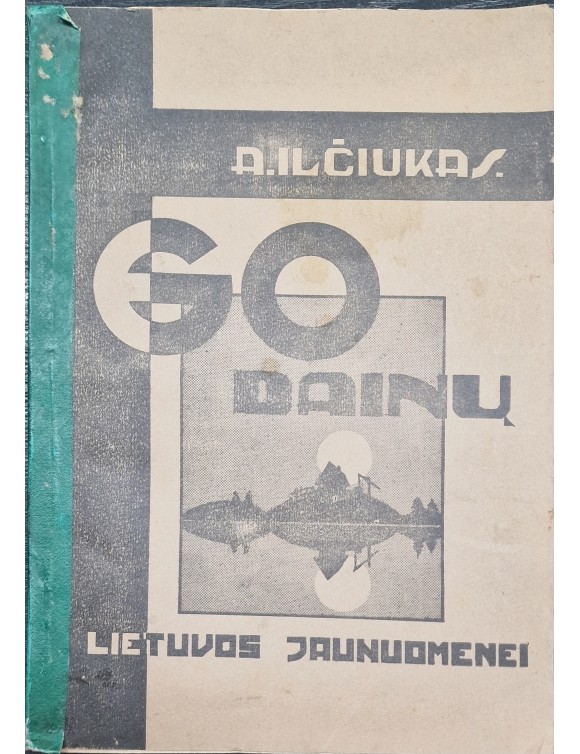 A.ILČIUKAS.
60
DAINŲ
LIETUVOS JAUNUOMENEI